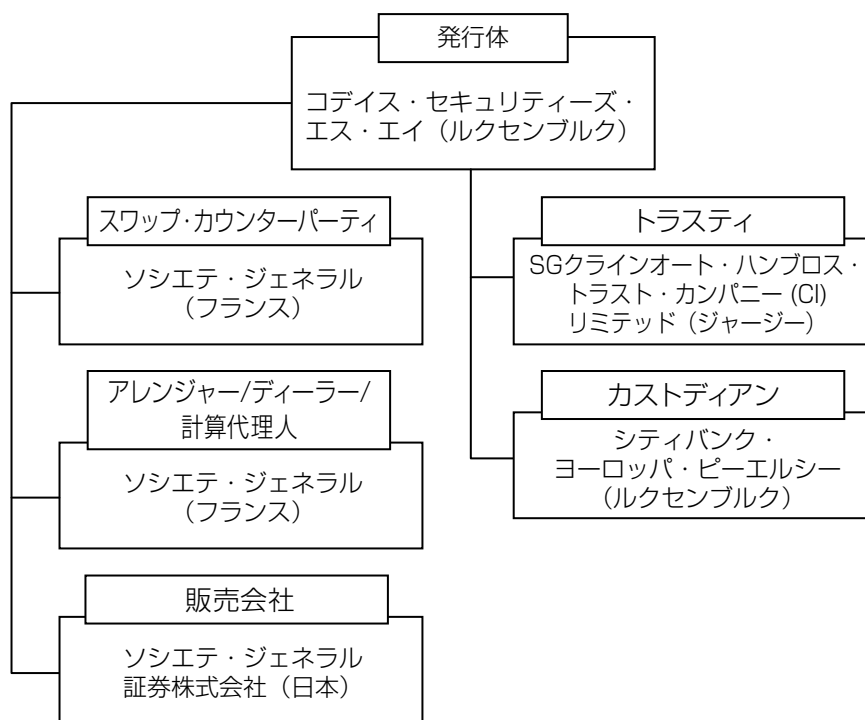 発行体
コデイス・セキュリティーズ・
エス・エイ（ルクセンブルク）
スワップ・カウンターパーティ
ソシエテ・ジェネラル
（フランス）
アレンジャー/ディーラー/
計算代理人
ソシエテ・ジェネラル
（フランス）
販売会社
ソシエテ・ジェネラル
証券株式会社（日本）
トラスティ
SGクラインオート・ハンブロス・
トラスト・カンパニー (CI)
リミテッド（ジャージー）
カストディアン
シティバンク・
ヨーロッパ・ピーエルシー
（ルクセンブルク）